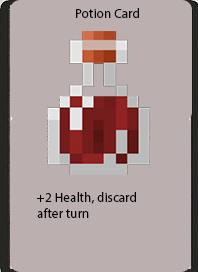 Potion Card
+2 Health, discard
after turn